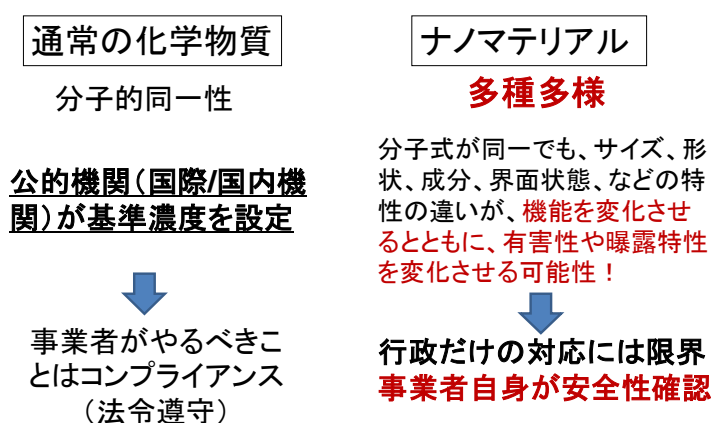 通常の化学物質
分子的同一性
公的機関（国際/国内機
関）が基準濃度を設定
事業者がやるべきこ
とはコンプライアンス
（法令遵守）
ナノマテリアル
多種多様
分子式が同一でも、サイズ、形
状、成分、界面状態、などの特
性の違いが、機能を変化させ
るとともに、有害性や曝露特性
を変化させる可能性！
行政だけの対応には限界
事業者自身が安全性確認